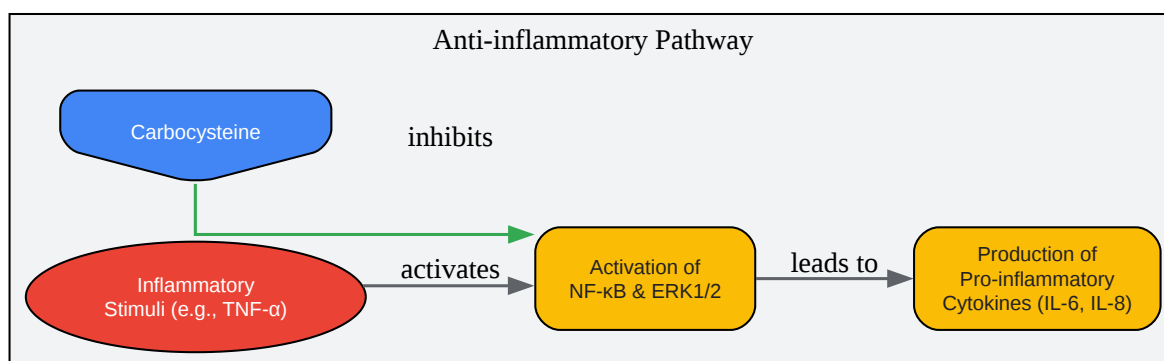 Anti-inflammatory Pathway
Carbocysteine
inhibits
Inflammatory
Stimuli (e.g., TNF-α)
activates
Activation of
NF-κB & ERK1/2
leads to
Production of
Pro-inflammatory
Cytokines (IL-6, IL-8)